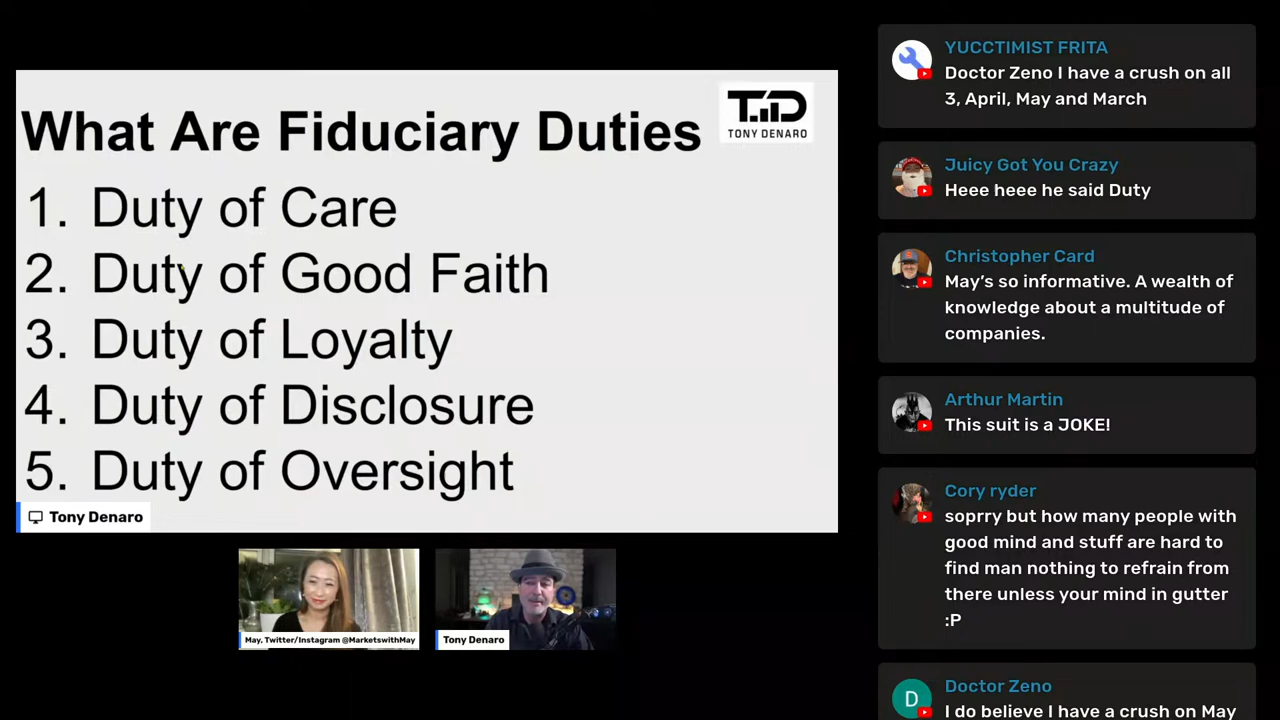 What Are Fiduciary Duties
TD
TONY DENARO
1. Duty of Care
2. Duty of Good Faith
3. Duty of Loyalty
4. Duty of Disclosure
5. Duty of Oversight
Tony Denaro
May, Twitter/Instagram @MarketswithMay
Tony Denaro
YUCCTIMIST FRITA
Doctor Zeno I have a crush on all
3, April, May and March
Juicy Got You Crazy
Heee heee he said Duty
Christopher Card
May’s so informative. A wealth of
knowledge about a multitude of
companies.
Arthur Martin
This suit is a JOKE!
Cory ryder
soprry but how many people with
good mind and stuff are hard to
find man nothing to refrain from
there unless your mind in gutter
:P
D
Doctor Zeno
I do believe I have a crush on May